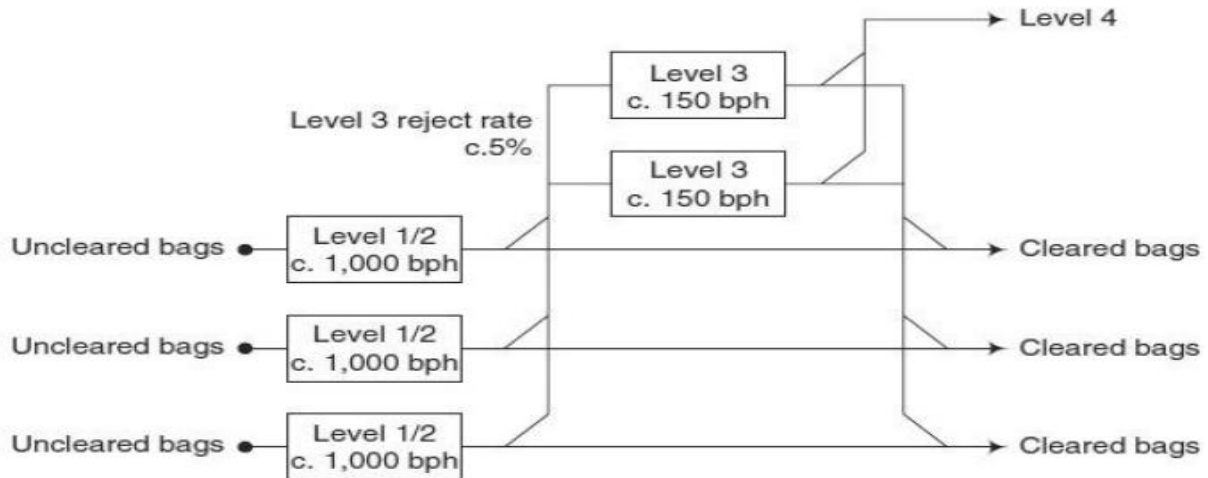 Level 4
Level 3
c. 150 bph
Level 3 reject rate
c.5%
Level 3
c. 150 bph
Uncleared bags
Level 1/2
c. 1,000 bph
Cleared bags
Uncleared bags
Level 1/2
c. 1,000 bph
Cleared bags
Uncleared bags
Level 1/2
c. 1,000 bph
Cleared bags